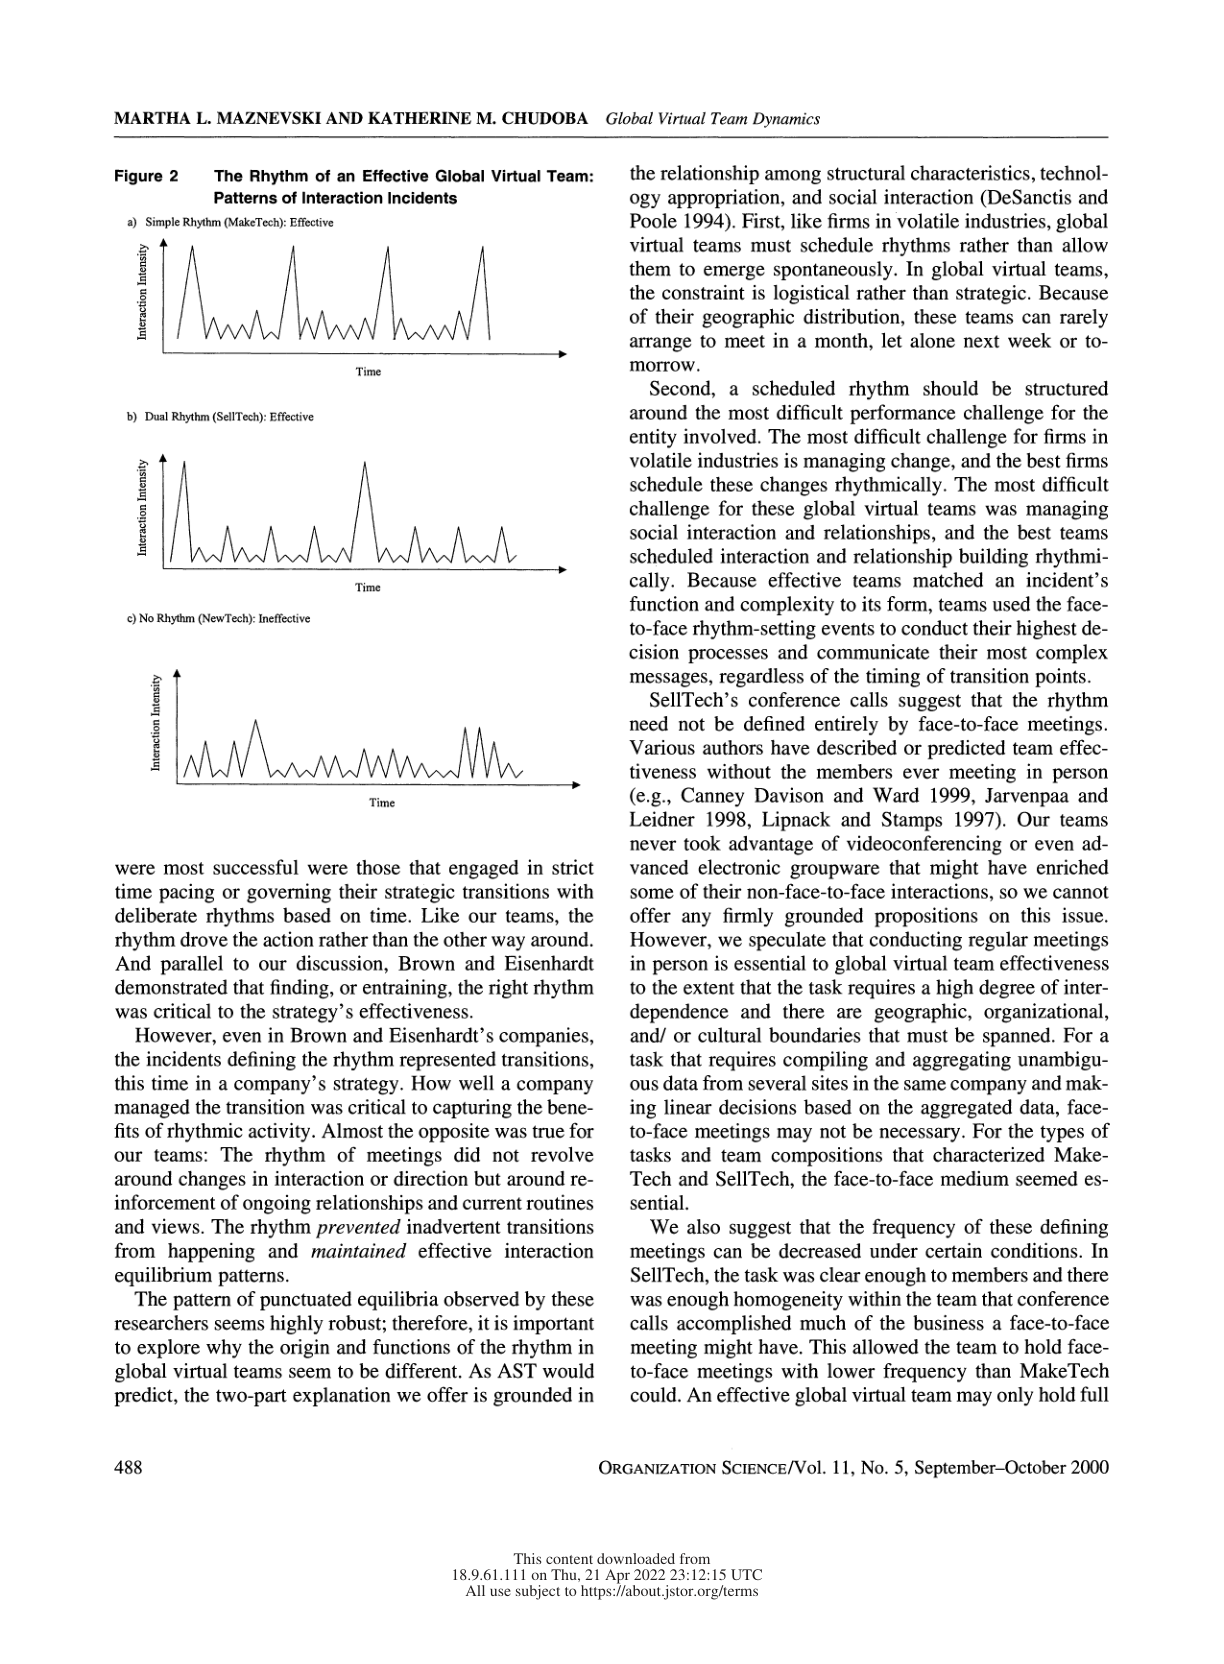 MARTHA L. MAZNEVSKI AND KATHERINE M. CHUDOBA Global Virtual Team Dynamics
Figure 2 The Rhythm of an Effective Global Virtual Team:
Patterns of Interaction Incidents
a) Simple Rhythm (MakeTech): Effective
Interaction Intensity
Time
b) Dual Rhythm (SellTech): Effective
Interaction Intensity
Time
c) No Rhythm (NewTech): Ineffective
Interaction Intensity
Time
were most successful were those that engaged in strict
time pacing or governing their strategic transitions with
deliberate rhythms based on time. Like our teams, the
rhythm drove the action rather than the other way around.
And parallel to our discussion, Brown and Eisenhardt
demonstrated that finding, or entraining, the right rhythm
was critical to the strategy's effectiveness.
However, even in Brown and Eisenhardt's companies,
the incidents defining the rhythm represented transitions,
this time in a company's strategy. How well a company
managed the transition was critical to capturing the bene-
fits of rhythmic activity. Almost the opposite was true for
our teams: The rhythm of meetings did not revolve
around changes in interaction or direction but around re-
inforcement of ongoing relationships and current routines
and views. The rhythm prevented inadvertent transitions
from happening and maintained effective interaction
equilibrium patterns.
The pattern of punctuated equilibria observed by these
researchers seems highly robust; therefore, it is important
to explore why the origin and functions of the rhythm in
global virtual teams seem to be different. As AST would
predict, the two-part explanation we offer is grounded in
the relationship among structural characteristics, technol-
ogy appropriation, and social interaction (DeSanctis and
Poole 1994). First, like firms in volatile industries, global
virtual teams must schedule rhythms rather than allow
them to emerge spontaneously. In global virtual teams,
the constraint is logistical rather than strategic. Because
of their geographic distribution, these teams can rarely
arrange to meet in a month, let alone next week or to-
morrow.
Second, a scheduled rhythm should be structured
around the most difficult performance challenge for the
entity involved. The most difficult challenge for firms in
volatile industries is managing change, and the best firms
schedule these changes rhythmically. The most difficult
challenge for these global virtual teams was managing
social interaction and relationships, and the best teams
scheduled interaction and relationship building rhythmi-
cally. Because effective teams matched an incident's
function and complexity to its form, teams used the face-
to-face rhythm-setting events to conduct their highest de-
cision processes and communicate their most complex
messages, regardless of the timing of transition points.
SellTech's conference calls suggest that the rhythm
need not be defined entirely by face-to-face meetings.
Various authors have described or predicted team effec-
tiveness without the members ever meeting in person
(e.g., Canney Davison and Ward 1999, Jarvenpaa and
Leidner 1998, Lipnack and Stamps 1997). Our teams
never took advantage of videoconferencing or even ad-
vanced electronic groupware that might have enriched
some of their non-face-to-face interactions, so we cannot
offer any firmly grounded propositions on this issue.
However, we speculate that conducting regular meetings
in person is essential to global virtual team effectiveness
to the extent that the task requires a high degree of inter-
dependence and there are geographic, organizational,
and/ or cultural boundaries that must be spanned. For a
task that requires compiling and aggregating unambigu-
ous data from several sites in the same company and mak-
ing linear decisions based on the aggregated data, face-
to-face meetings may not be necessary. For the types of
tasks and team compositions that characterized Make-
Tech and SellTech, the face-to-face medium seemed es-
sential.
We also suggest that the frequency of these defining
meetings can be decreased under certain conditions. In
SellTech, the task was clear enough to members and there
was enough homogeneity within the team that conference
calls accomplished much of the business a face-to-face
meeting might have. This allowed the team to hold face-
to-face meetings with lower frequency than MakeTech
could. An effective global virtual team may only hold full
488 ORGANIZATION SCIENCE/Vol. 11, No. 5, September–October 2000
This content downloaded from
18.9.61.111 on Thu, 21 Apr 2022 23:12:15 UTC
All use subject to https://about.jstor.org/terms